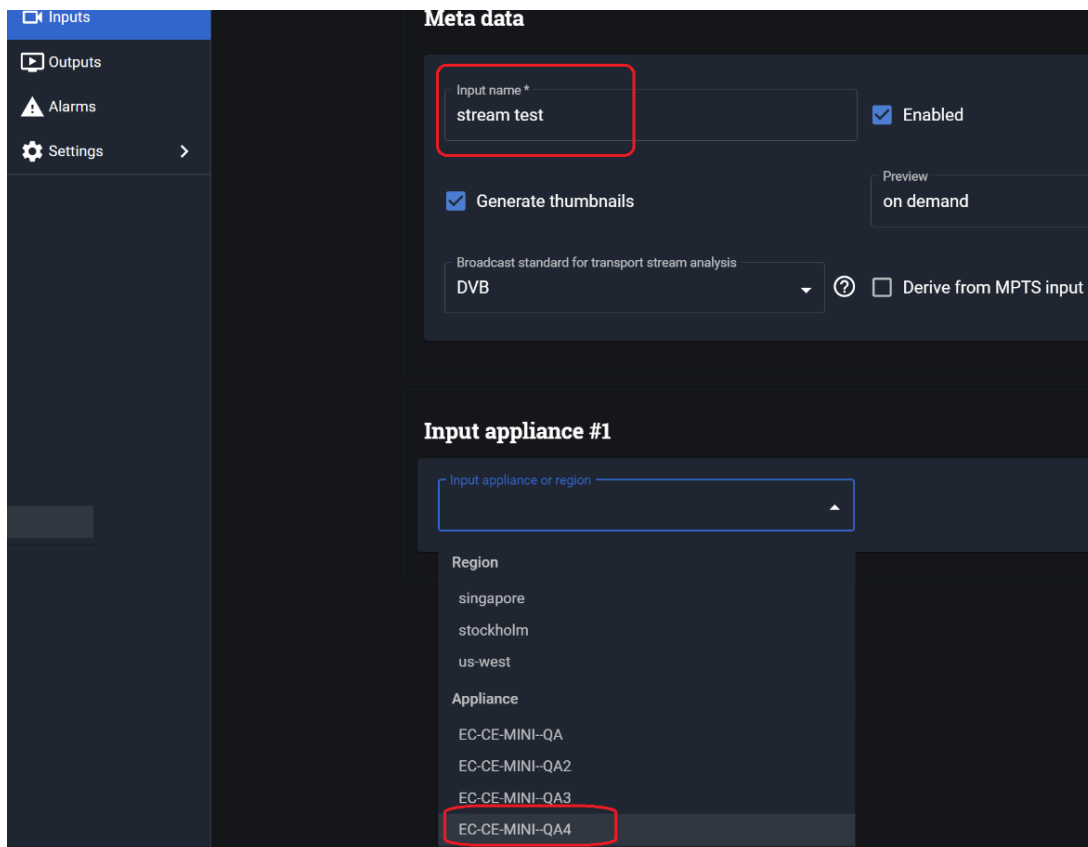 Inputs
Outputs
Alarms
Settings
Meta data
Input name *
stream test
Enabled
Generate thumbnails
Preview
on demand
Broadcast standard for transport stream analysis
DVB
Derive from MPTS input
Input appliance #1
Input appliance or region
Region
singapore
stockholm
us-west
Appliance
EC-CE-MINI--QA
EC-CE-MINI--QA2
EC-CE-MINI--QA3
EC-CE-MINI--QA4